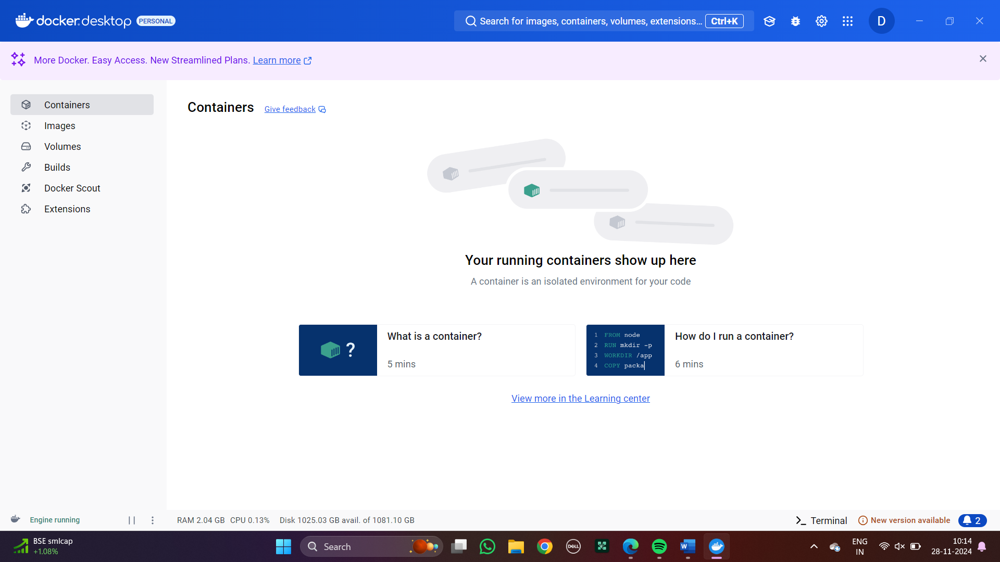 docker.desktop PERSONAL
Search for images, containers, volumes, extensions... Ctrl+K
D
More Docker. Easy Access. New Streamlined Plans. Learn more
Containers
Images
Volumes
Builds
Docker Scout
Extensions
Containers Give feedback
Your running containers show up here
A container is an isolated environment for your code
?
What is a container?
5 mins
1 FROM node
2 RUN mkdir -p
3 WORKDIR /app
4 COPY packa
How do I run a container?
6 mins
View more in the Learning center
Engine running
RAM 2.04 GB CPU 0.13% Disk 1025.03 GB avail. of 1081.10 GB
Terminal
New version available
2
BSE smlcap
+1.08%
Search
DELL
W
ENG
IN
10:14
28-11-2024